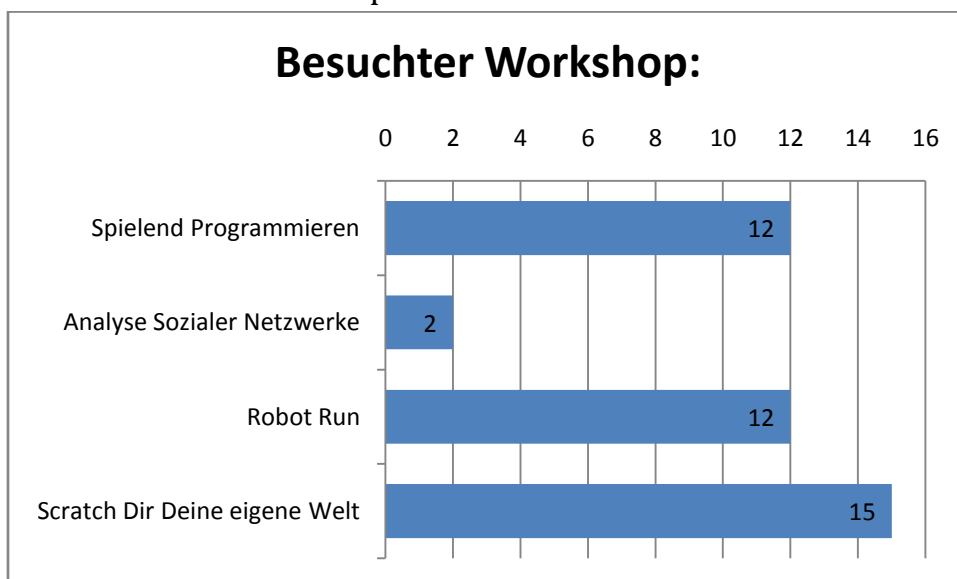 Besuchter Workshop:
0 2 4 6 8 10 12 14 16
Spielend Programmieren 12
Analyse Sozialer Netzwerke 2
Robot Run 12
Scratch Dir Deine eigene Welt 15